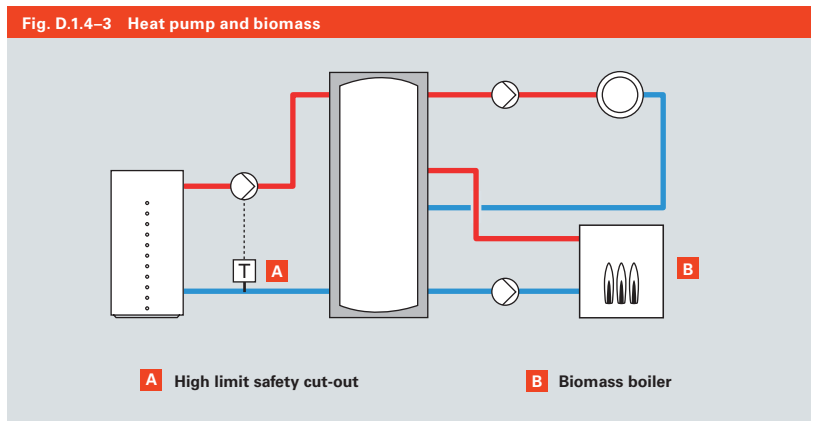 Fig. D.1.4–3 Heat pump and biomass
T
A
B
A High limit safety cut-out
B Biomass boiler